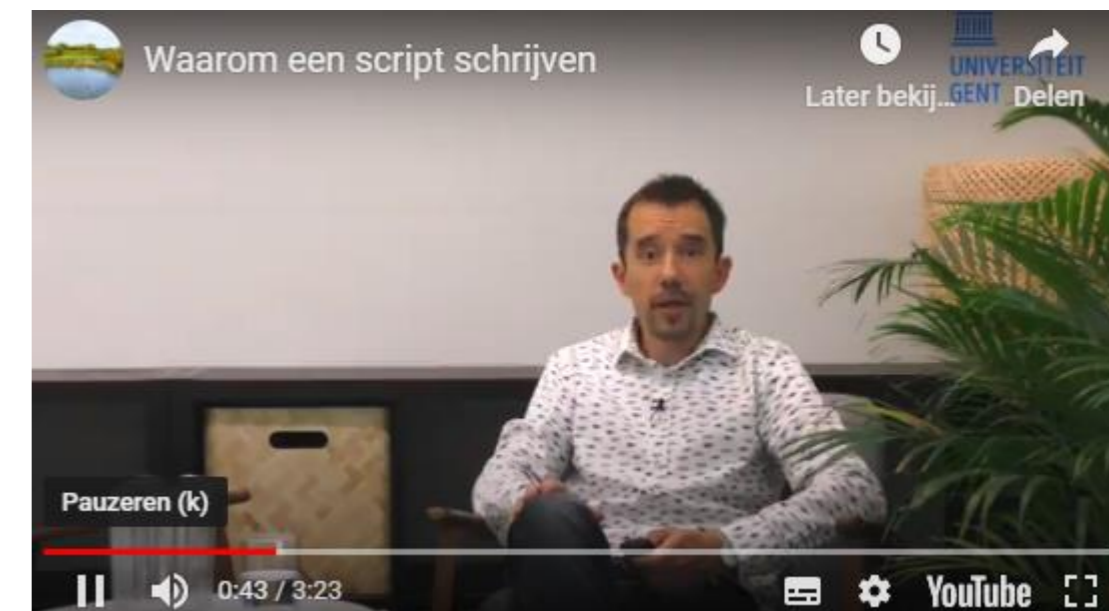 Waarom een script schrijven
UNIVERSITEIT
GENT
Later bekij...
Delen
Pauzeren (k)
0:43 / 3:23
YouTube